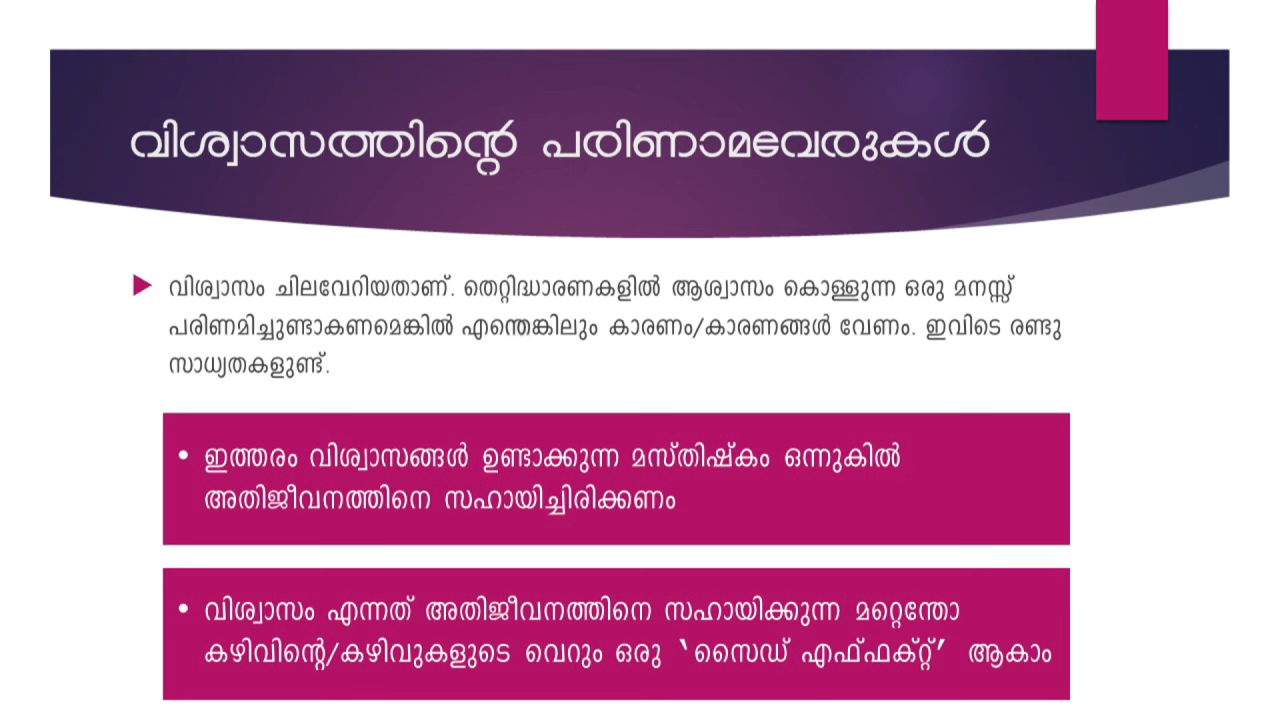 വിശ്വാസത്തിന്റെ പരിണാമവേരുകൾ
വിശ്വാസം ചിലവേറിയതാണ്. തെറ്റിദ്ധാരണകളിൽ ആശ്വാസം കൊള്ളുന്ന ഒരു മനസ്സ്
പരിണമിച്ചുണ്ടാകണമെങ്കിൽ എന്തെങ്കിലും കാരണം/കാരണങ്ങൾ വേണം. ഇവിടെ രണ്ടു
സാധ്യതകളുണ്ട്.
• ഇത്തരം വിശ്വാസങ്ങൾ ഉണ്ടാക്കുന്ന മസ്തിഷ്കം ഒന്നുകിൽ
അതിജീവനത്തിനെ സഹായിച്ചിരിക്കണം
• വിശ്വാസം എന്നത് അതിജീവനത്തിനെ സഹായിക്കുന്ന മറ്റെന്തോ
കഴിവിന്റെ/കഴിവുകളുടെ വെറും ഒരു ‘സൈഡ് എഫ്ഫക്റ്റ്’ ആകാം